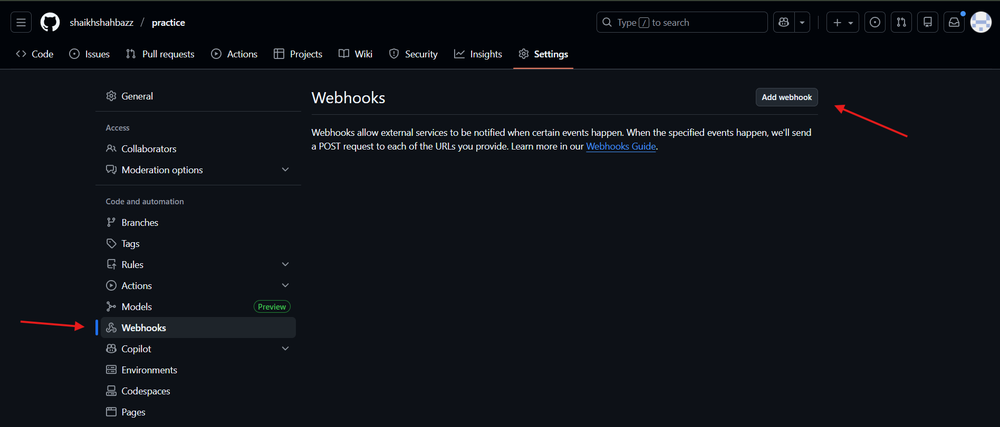 shaikhshahbazz / practice
Type / to search
Code Issues Pull requests Actions Projects Wiki Security Insights Settings
General
Access
Collaborators
Moderation options
Code and automation
Branches
Tags
Rules
Actions
Models Preview
Webhooks
Copilot
Environments
Codespaces
Pages
Webhooks
Add webhook
Webhooks allow external services to be notified when certain events happen. When the specified events happen, we'll send
a POST request to each of the URLs you provide. Learn more in our Webhooks Guide.